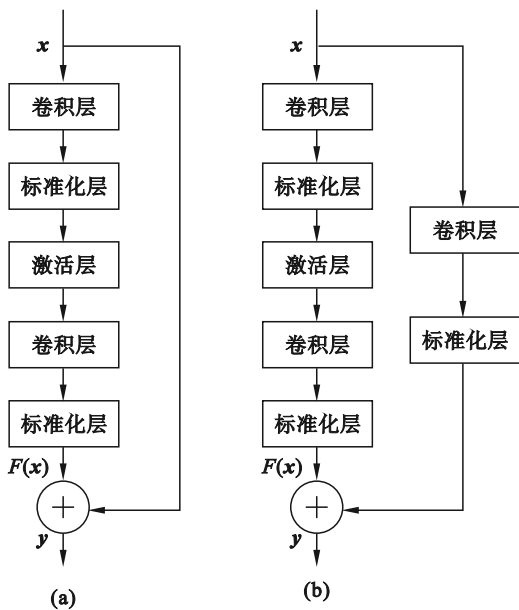 x
卷积层
标准化层
激活层
卷积层
标准化层
F(x)
+
y
(a)
x
卷积层
标准化层
激活层
卷积层
标准化层
F(x)
+
y
卷积层
标准化层
(b)